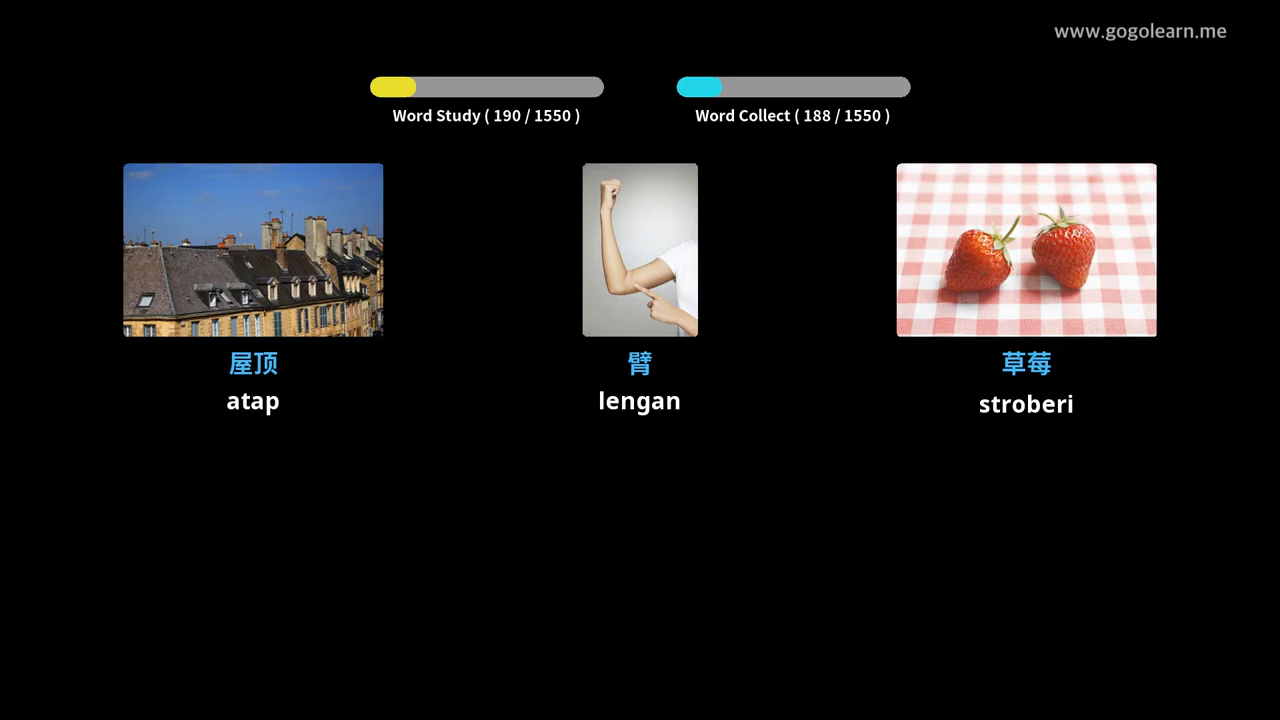 www.gogolearn.me
Word Study ( 190 / 1550 )
Word Collect ( 188 / 1550 )
屋顶
臂
草莓
atap
lengan
stroberi